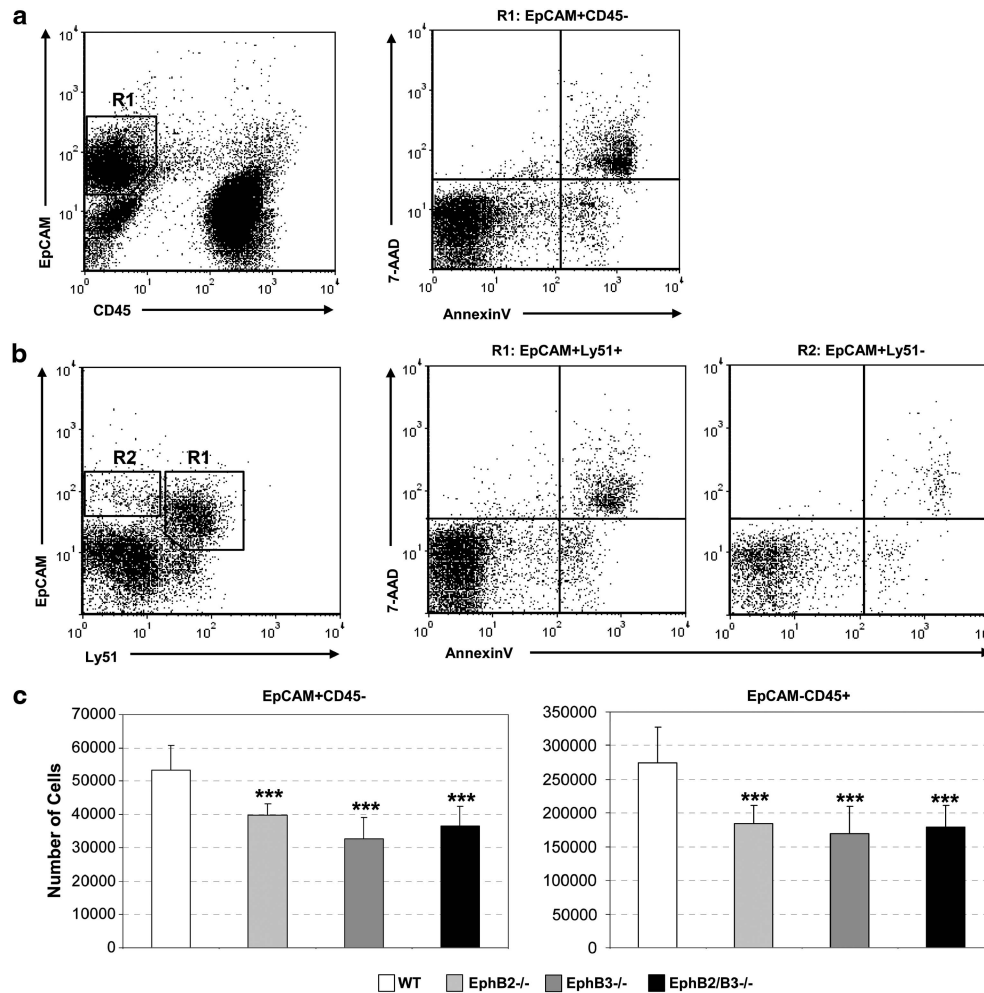 a
R1: EpCAM+CD45-
10⁴ 10³ 10² 10¹
EpCAM
R1
10⁰ 10¹ 10² 10³ 10⁴
CD45
10⁴ 10³ 10² 10¹
7-AAD
10⁰ 10¹ 10² 10³ 10⁴
AnnexinV
b
R1: EpCAM+Ly51+
R2: EpCAM+Ly51-
10⁴ 10³ 10² 10¹
EpCAM
R2 R1
10⁰ 10¹ 10² 10³ 10⁴
Ly51
10⁴ 10³ 10² 10¹
7-AAD
10⁰ 10¹ 10² 10³ 10⁴
10⁴ 10³ 10² 10¹
10⁰ 10¹ 10² 10³
AnnexinV
c
EpCAM+CD45-
Number of Cells
70000
60000
50000
40000
30000
20000
10000
0
*** *** ***
EpCAM-CD45+
350000
300000
250000
200000
150000
100000
50000
0
*** *** ***
WT EphB2-/- EphB3-/- EphB2/B3-/-